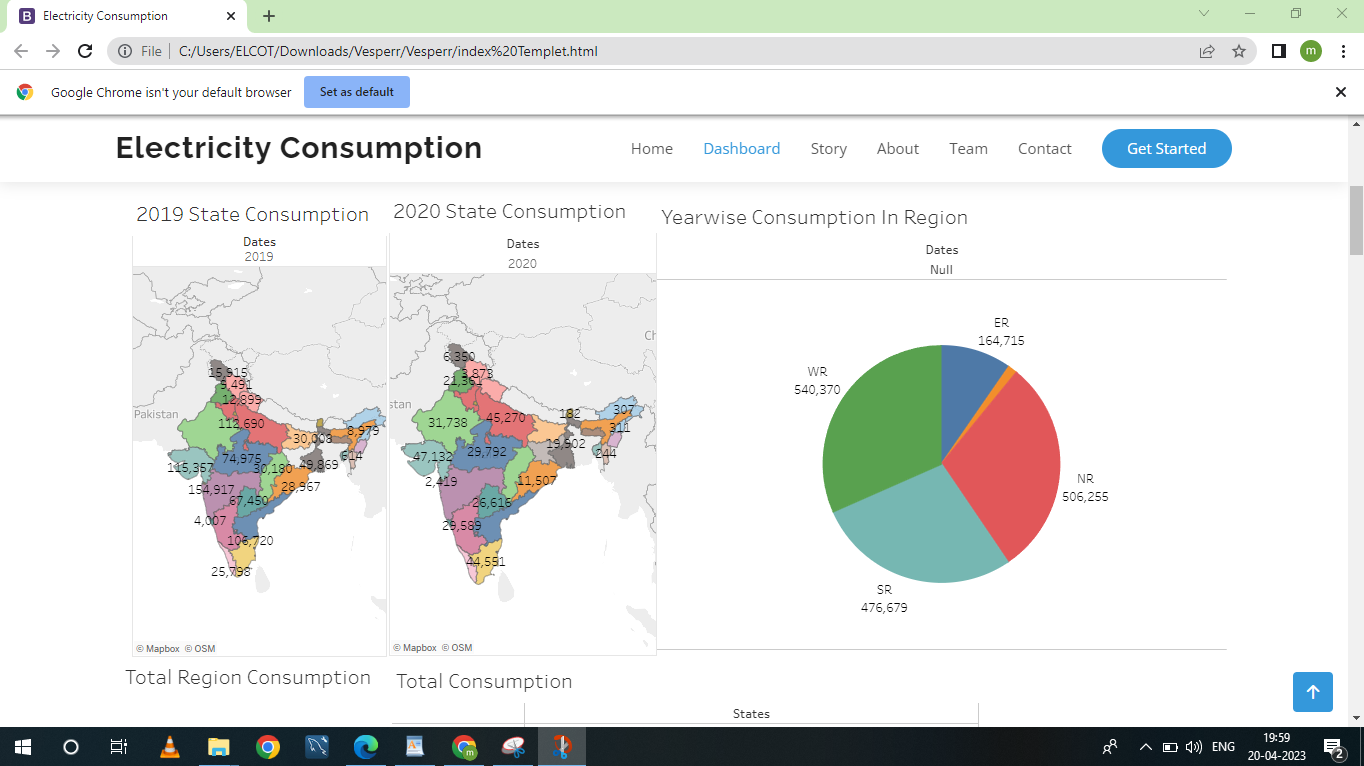 Electricity Consumption
File
C:/Users/ELCOT/Downloads/Vesperr/Vesperr/index%20Templet.html
m
Google Chrome isn't your default browser
Set as default
Electricity Consumption
Home
Dashboard
Story
About
Team
Contact
Get Started
2019 State Consumption
Dates
2019
Pakistan
15,915
5,491
12,899
112,690
30,008
8,979
614
74,975
49,869
115,357
30,180
28,967
154,917
67,450
4,007
106,720
25,798
© Mapbox © OSM
2020 State Consumption
Dates
2020
Ch
stan
6,350
3,873
21,361
31,738
45,270
182
307
311
244
19,902
47,132
29,792
2,419
11,507
26,616
29,589
44,551
© Mapbox © OSM
Yearwise Consumption In Region
Dates
Null
ER
164,715
WR
540,370
NR
506,255
SR
476,679
Total Region Consumption
Total Consumption
States
ENG
19:59
20-04-2023
2
m